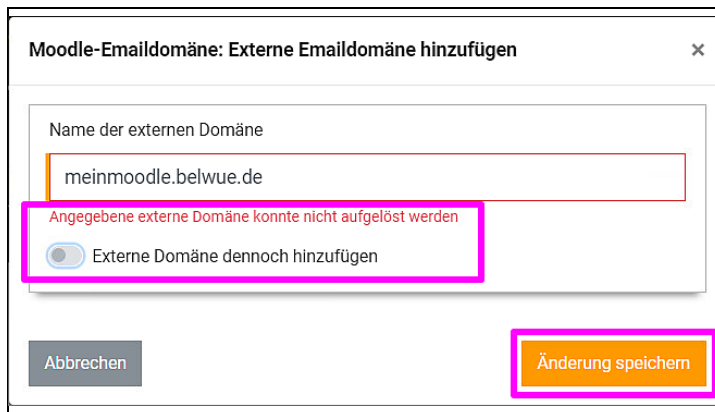 Moodle-Emaildomäne: Externe Emaildomäne hinzufügen ×
Name der externen Domäne
meinmoodle.belwue.de
Angegebene externe Domäne konnte nicht aufgelöst werden
Externe Domäne dennoch hinzufügen
Abbrechen
Änderung speichern